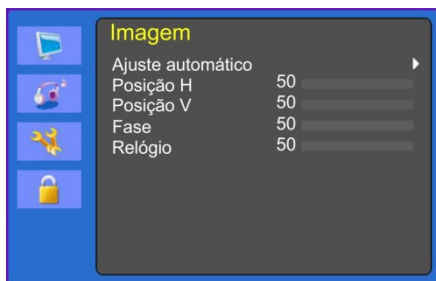 Imagem
Ajuste automático
Posição H 50
Posição V 50
Fase 50
Relógio 50